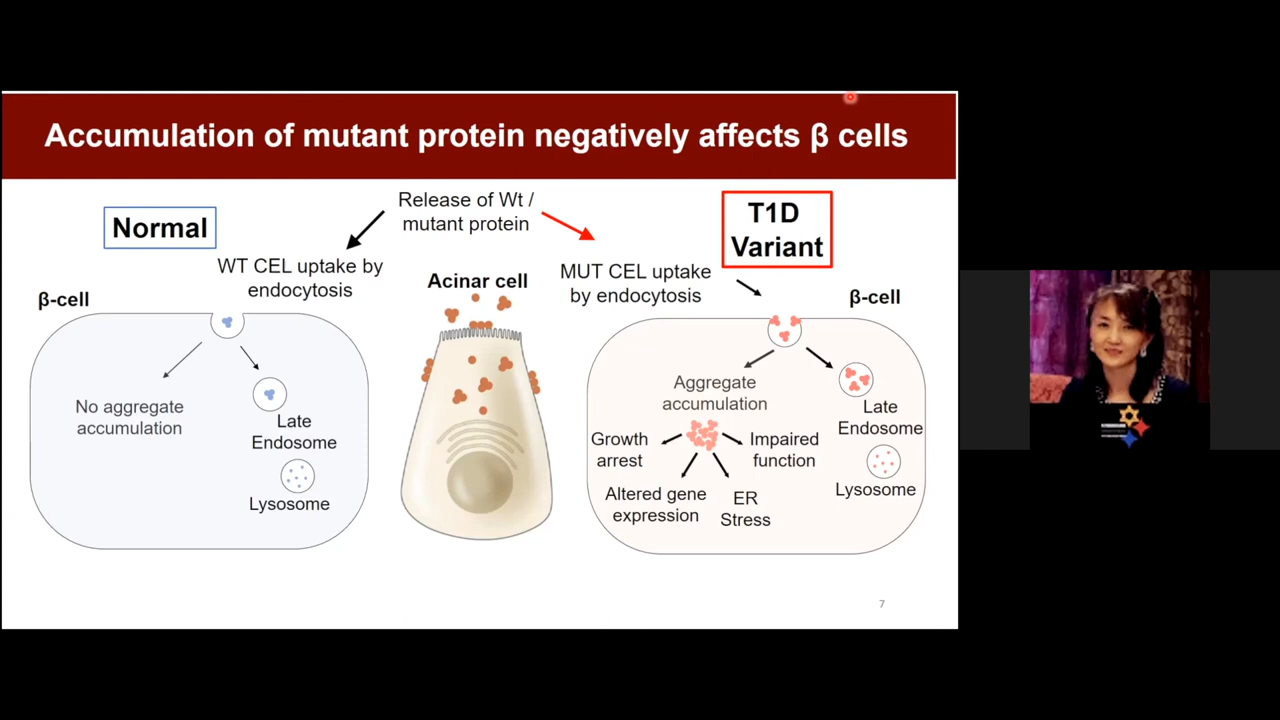 Accumulation of mutant protein negatively affects β cells
Normal
Release of Wt /
mutant protein
T1D
Variant
WT CEL uptake by
endocytosis
MUT CEL uptake
by endocytosis
β-cell
Acinar cell
β-cell
No aggregate
accumulation
Late
Endosome
Lysosome
Aggregate
accumulation
Growth
arrest
Impaired
function
Altered gene
expression
ER
Stress
Late
Endosome
Lysosome
7